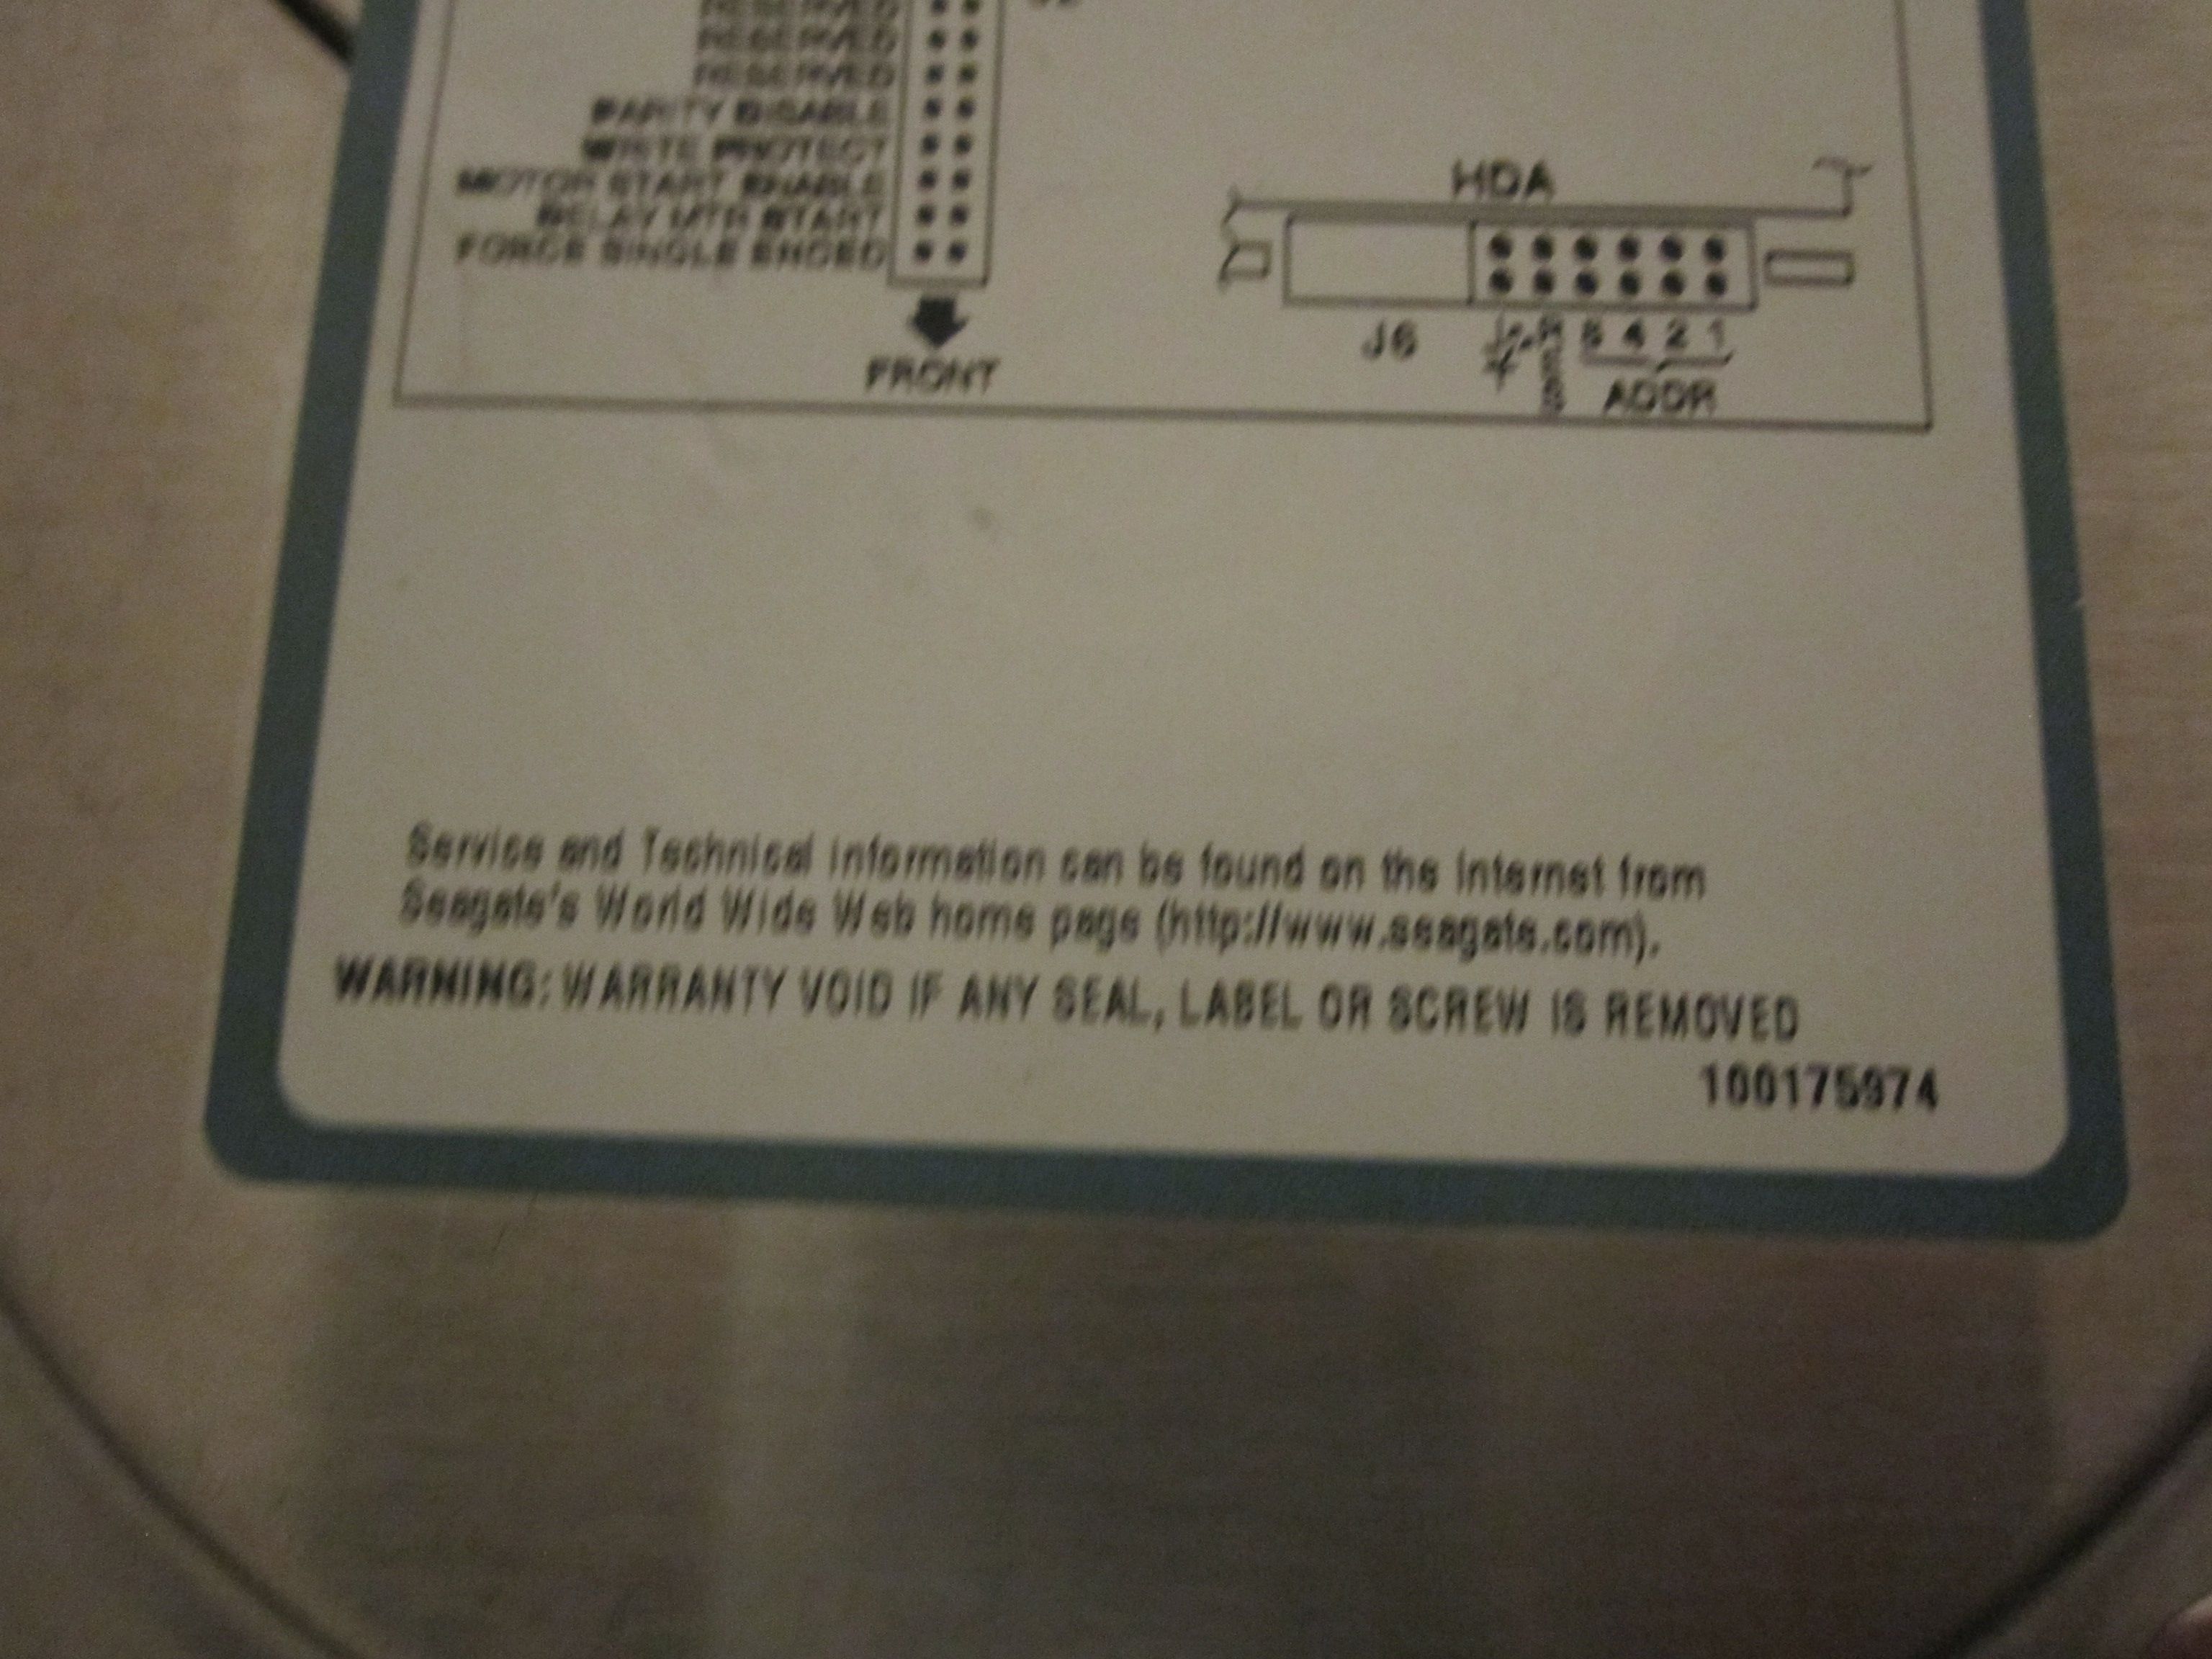 RESERVED
RESERVED
RESERVED
PARITY DISABLE
WRITE PROTECT
MOTOR START ENABLE
DELAY MTR START
FORCE SINGLE ENDED
FRONT
HDA
J6
4 2 1
ADDR
Service and Technical information can be found on the Internet from
Seagate's World Wide Web home page (http://www.seagate.com).
WARNING: WARRANTY VOID IF ANY SEAL, LABEL OR SCREW IS REMOVED
100175974